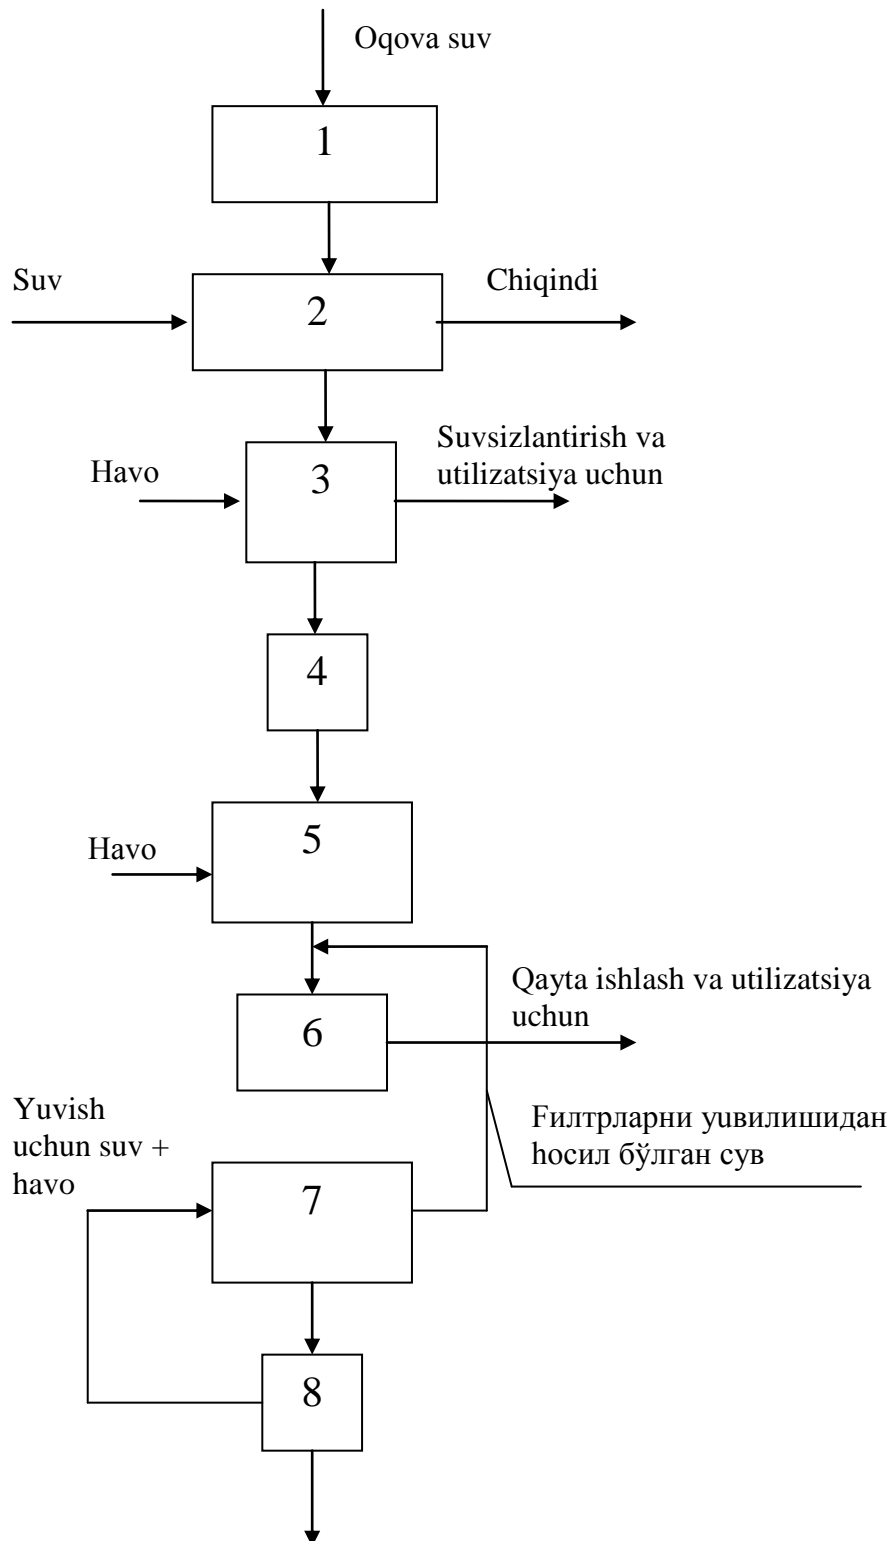 Oqova suv
1
Suv
2
Chiqindi
Havo
3
Suvsizlantirish va
utilizatsiya uchun
4
Havo
5
6
Qayta ishlash va utilizatsiya
uchun
Yuvish
uchun suv +
havo
7
Fилтрларни уuвилишидан
hосил бўлган сув
8